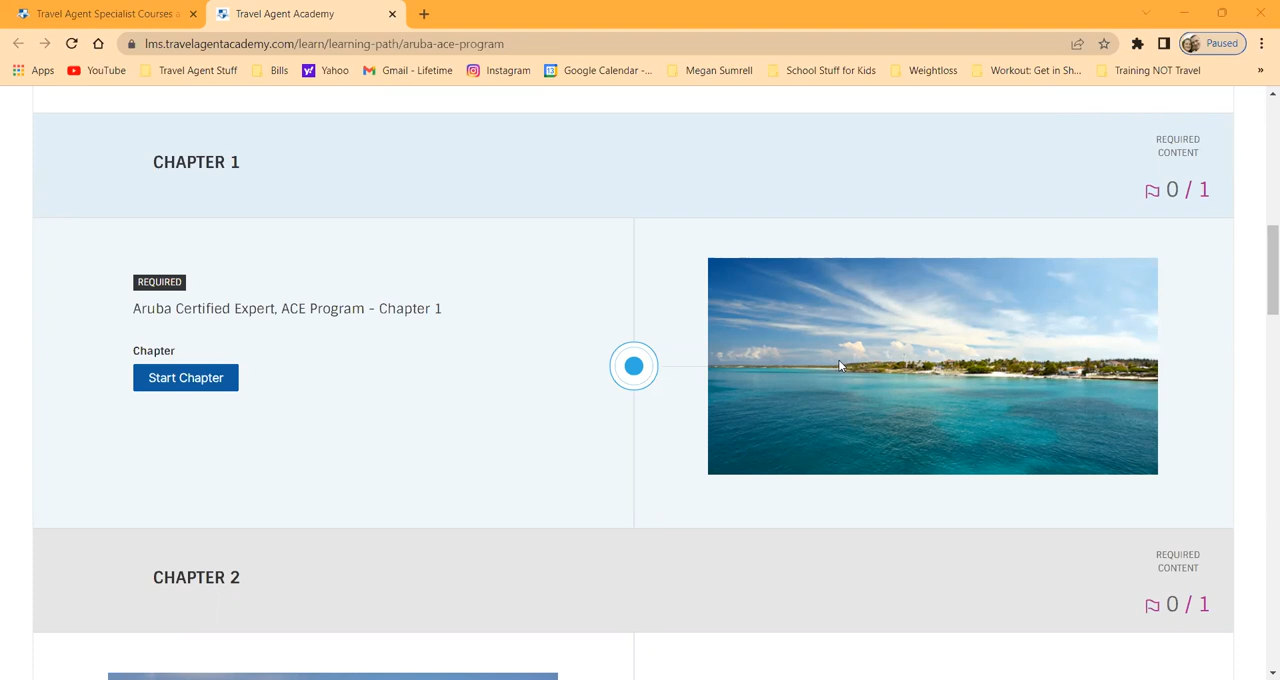 Travel Agent Specialist Courses
Travel Agent Academy
lms.travelagentacademy.com/learn/learning-path/aruba-ace-program
Paused
Apps
YouTube
Travel Agent Stuff
Bills
Yahoo
Gmail - Lifetime
Instagram
Google Calendar -...
Megan Sumrell
School Stuff for Kids
Weightloss
Workout: Get in Sh...
Training NOT Travel
»
CHAPTER 1
REQUIRED
CONTENT
0 / 1
REQUIRED
Aruba Certified Expert, ACE Program - Chapter 1
Chapter
Start Chapter
CHAPTER 2
REQUIRED
CONTENT
0 / 1